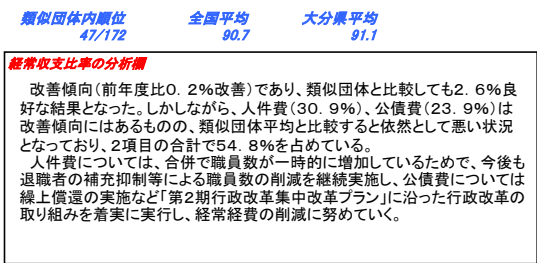 類似団体内順位 全国平均 大分県平均
47/172 90.7 91.1
経常収支比率の分析欄
改善傾向(前年度比0．2％改善)であり、類似団体と比較しても2．6％良
好な結果となった。しかしながら、人件費(30．9％)、公債費(23．9％)は
改善傾向にはあるものの、類似団体平均と比較すると依然として悪い状況
となっており、2項目の合計で54．8％を占めている。
人件費については、合併で職員数が一時的に増加しているためで、今後も
退職者の補充抑制等による職員数の削減を継続実施し、公債費については
繰上償還の実施など「第2期行政改革集中改革プラン」に沿った行政改革の
取り組みを着実に実行し、経常経費の削減に努めていく。